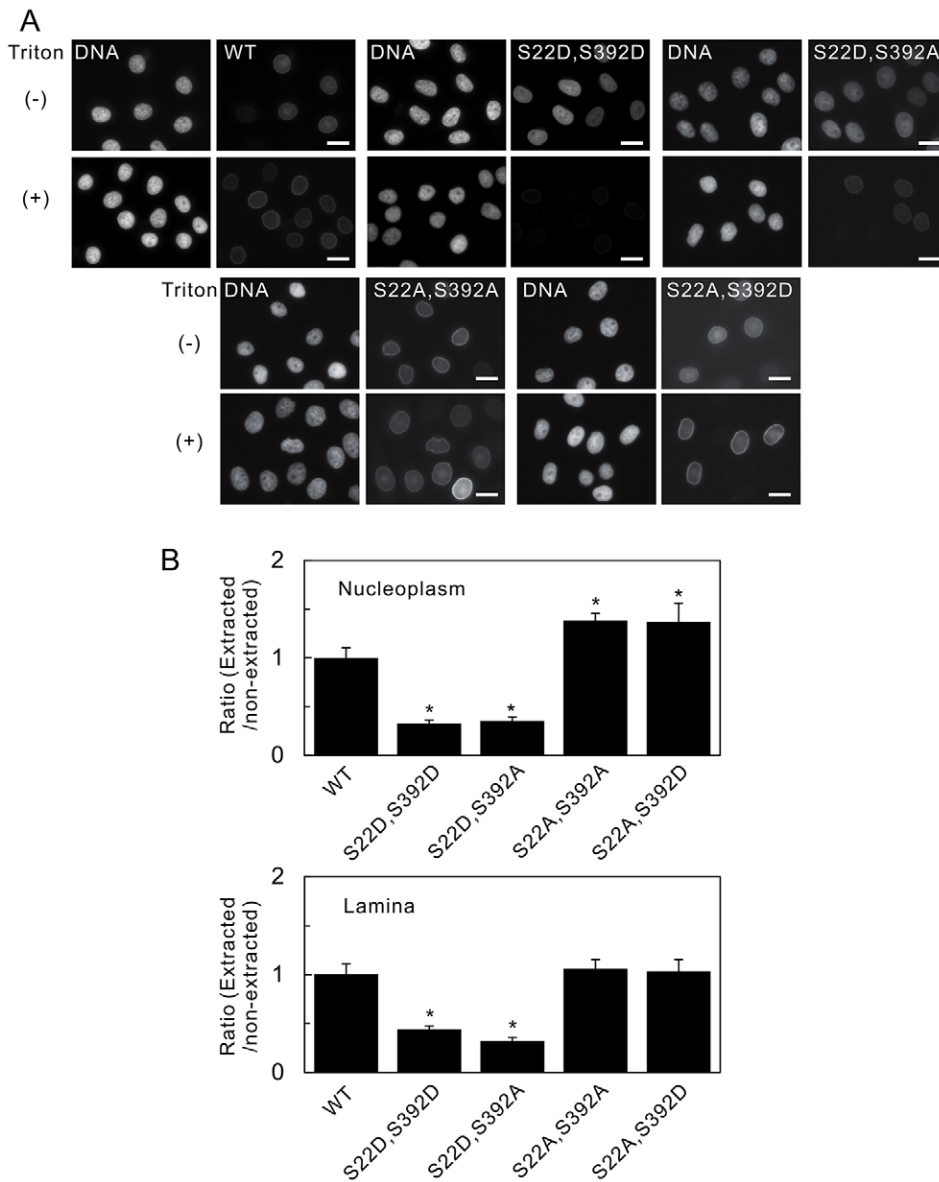 A
Triton DNA WT DNA S22D,S392D DNA S22D,S392A
(-)
(+)
Triton DNA S22A,S392A DNA S22A,S392D
(-)
(+)
B
Ratio (Extracted
/non-extracted)
2
1
0
Nucleoplasm
* * * *
WT S22D,S392D S22D,S392A S22A,S392A S22A,S392D
Ratio (Extracted
/non-extracted)
2
1
0
Lamina
* *
WT S22D,S392D S22D,S392A S22A,S392A S22A,S392D